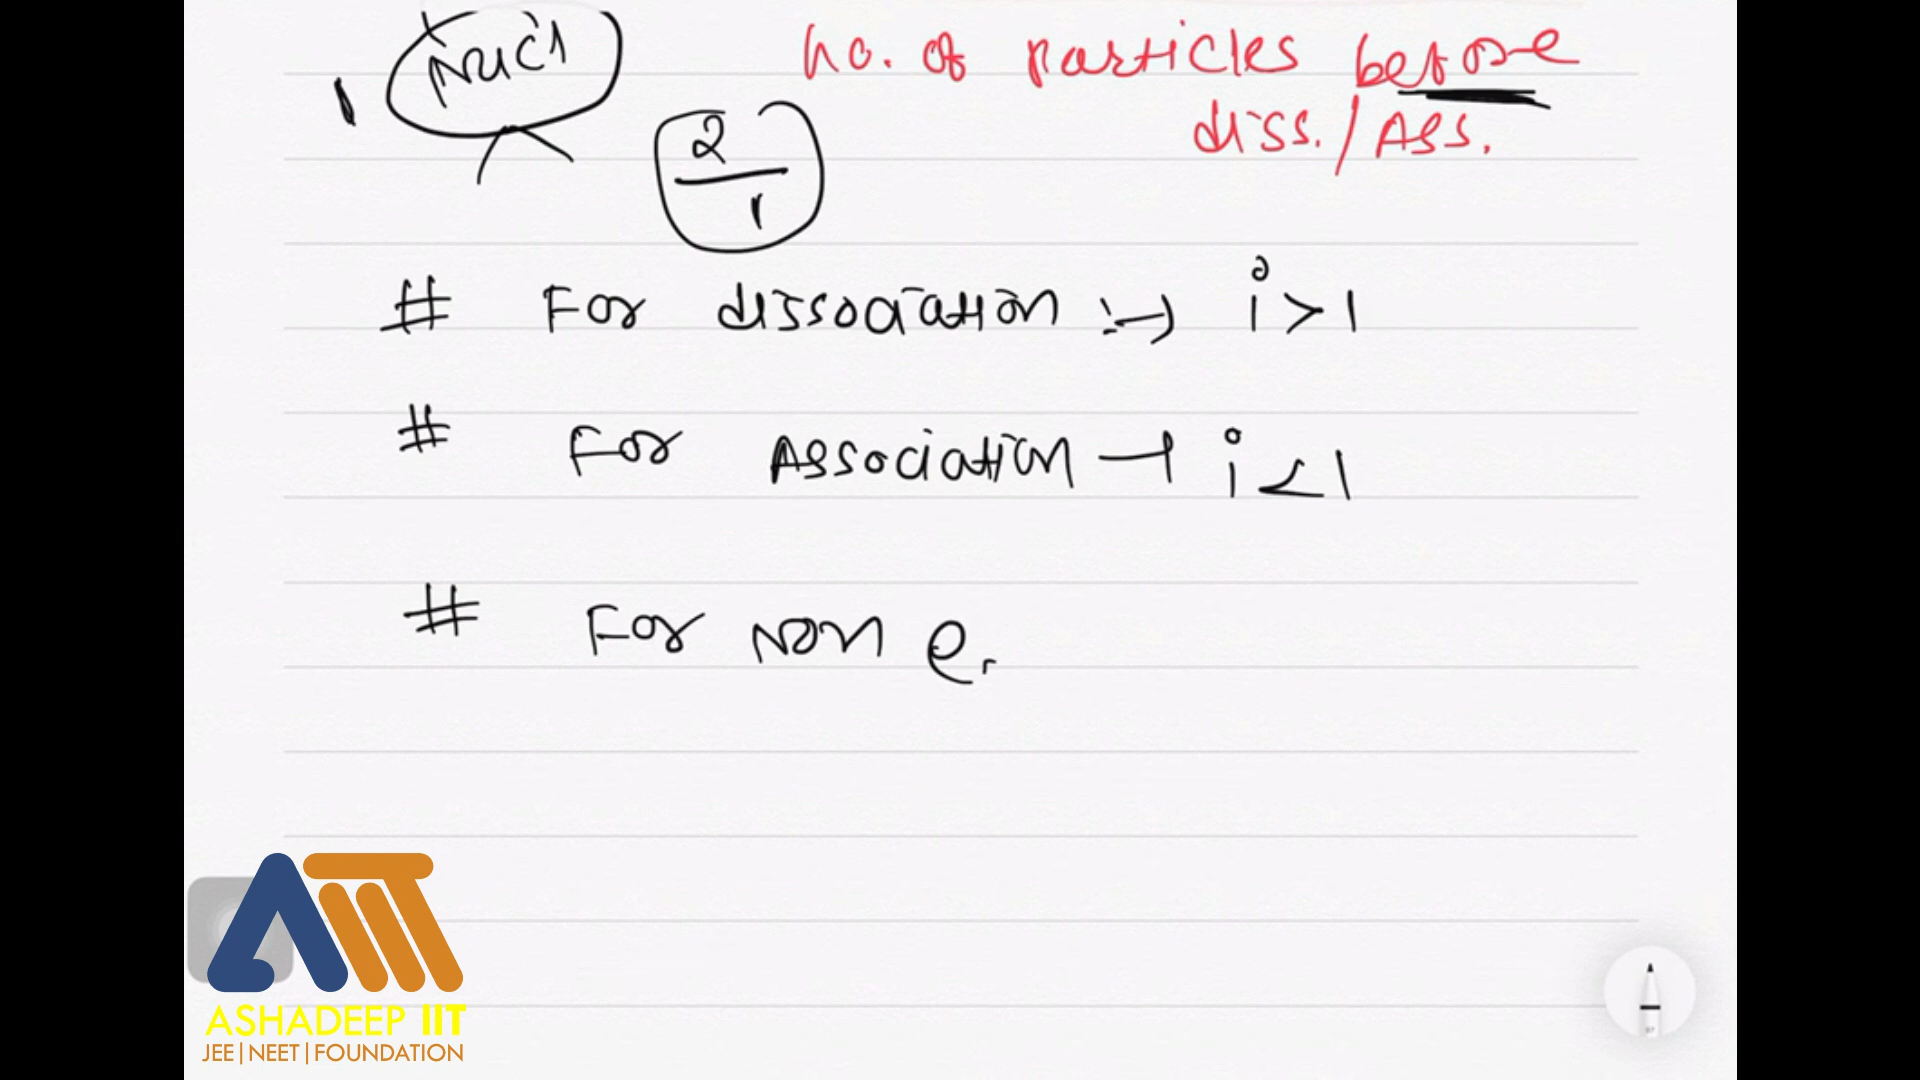 NaCl
no. of particles before
diss./Ass.
1
2
1
# For dissociation :→ i>1
# For Association → i<1
# For Non e.
ASHADEEP IIT
JEE|NEET|FOUNDATION